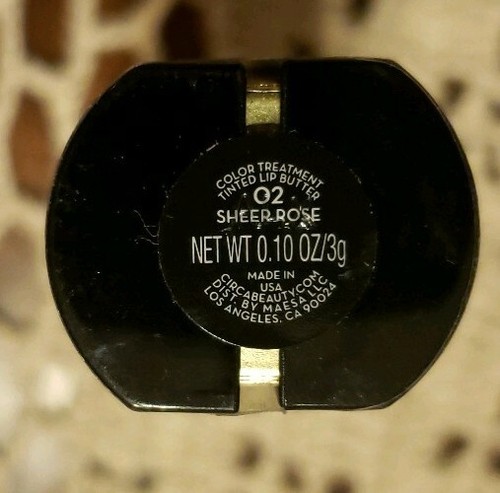 COLOR TREATMENT
TINTED LIP BUTTER
02
SHEER ROSE
NET WT 0.10 OZ/3g
MADE IN
USA
CIRCABEAUTY.COM
DIST. BY MAESA LLC
LOS ANGELES, CA 90024